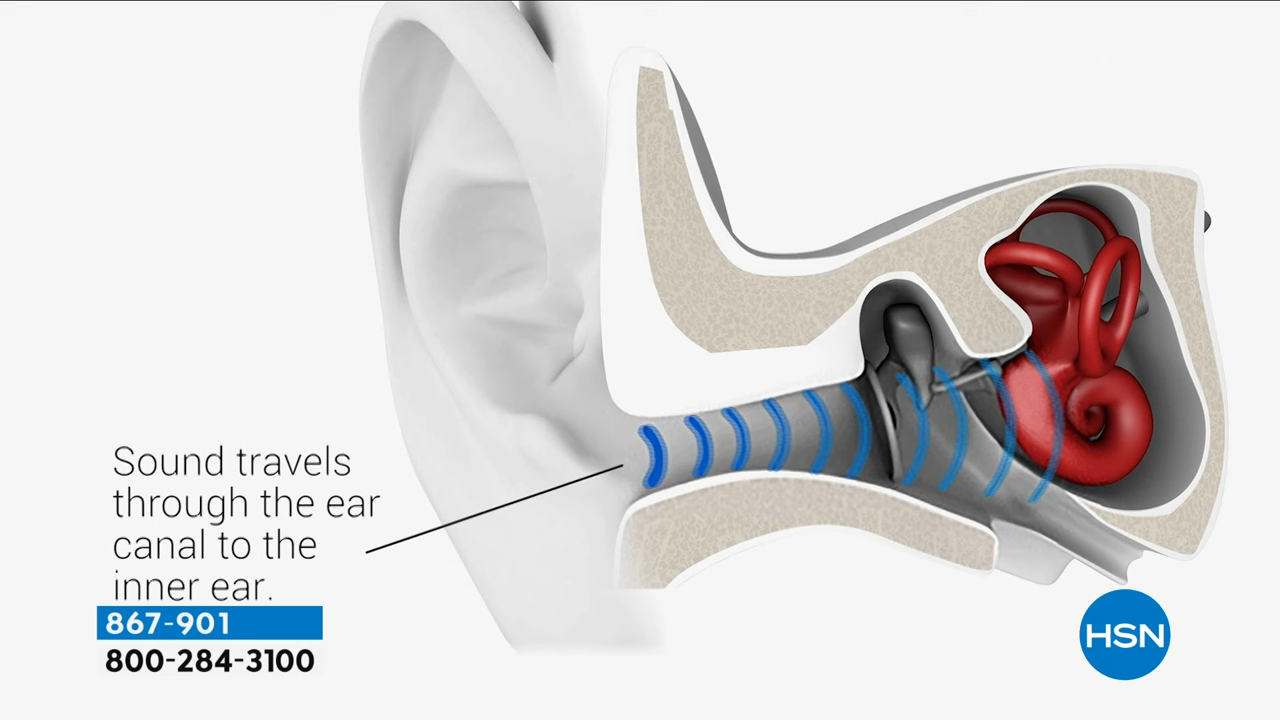 Sound travels
through the ear
canal to the
inner ear.
867-901
800-284-3100
HSN